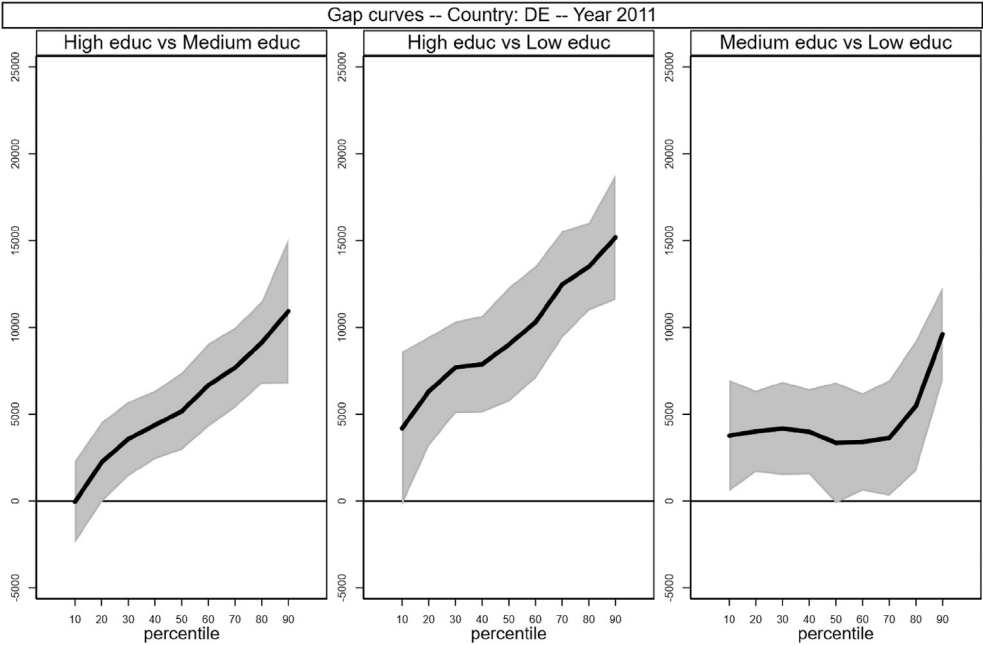 Gap curves -- Country: DE -- Year 2011
High educ vs Medium educ
High educ vs Low educ
Medium educ vs Low educ
25000
20000
15000
10000
5000
0
-5000
25000
20000
15000
10000
5000
0
-5000
25000
20000
15000
10000
5000
0
-5000
10 20 30 40 50 60 70 80 90
10 20 30 40 50 60 70 80 90
10 20 30 40 50 60 70 80 90
percentile
percentile
percentile